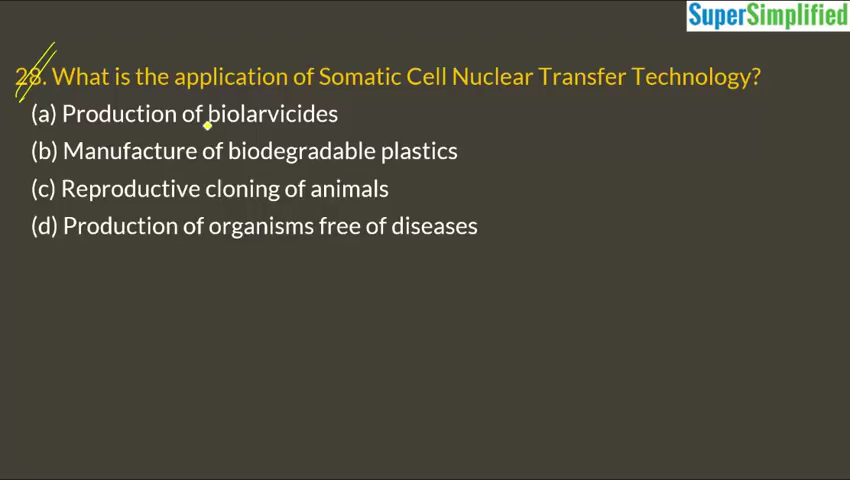 SuperSimplified
28. What is the application of Somatic Cell Nuclear Transfer Technology?
(a) Production of biolarvicides
(b) Manufacture of biodegradable plastics
(c) Reproductive cloning of animals
(d) Production of organisms free of diseases